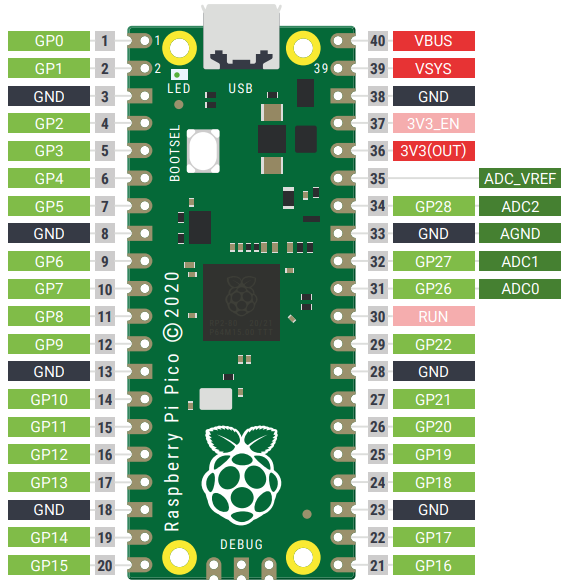 GP0 1 1 40 VBUS
GP1 2 2 39 39 VSYS
LED USB
GND 3 38 GND
GP2 4 37 3V3_EN
GP3 5 36 3V3(OUT)
BOOTSEL
GP4 6 35 ADC_VREF
GP5 7 34 GP28 ADC2
GND 8 33 GND AGND
GP6 9 32 GP27 ADC1
GP7 10 31 GP26 ADC0
GP8 11 30 RUN
GP9 12 29 GP22
GND 13 28 GND
GP10 14 27 GP21
GP11 15 26 GP20
GP12 16 25 GP19
GP13 17 24 GP18
Raspberry Pi Pico © 2020
GND 18 23 GND
GP14 19 22 GP17
DEBUG
GP15 20 21 GP16